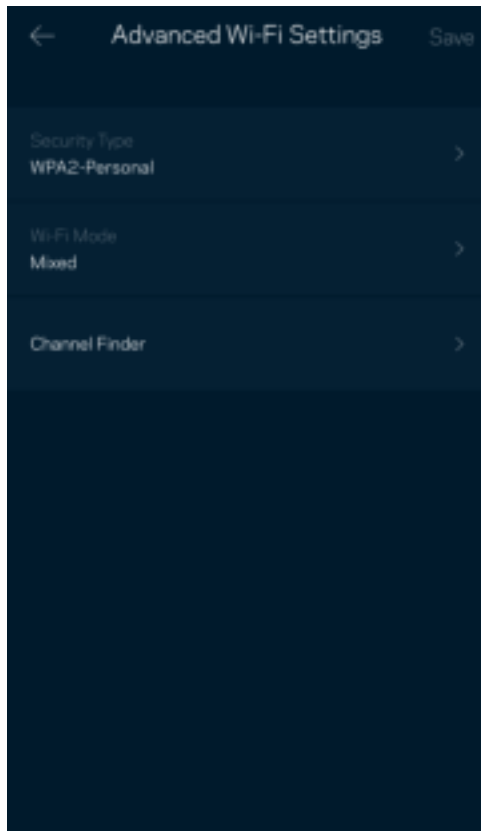 Advanced Wi-Fi Settings Save
Security Type
WPA2-Personal
Wi-Fi Mode
Mixed
Channel Finder